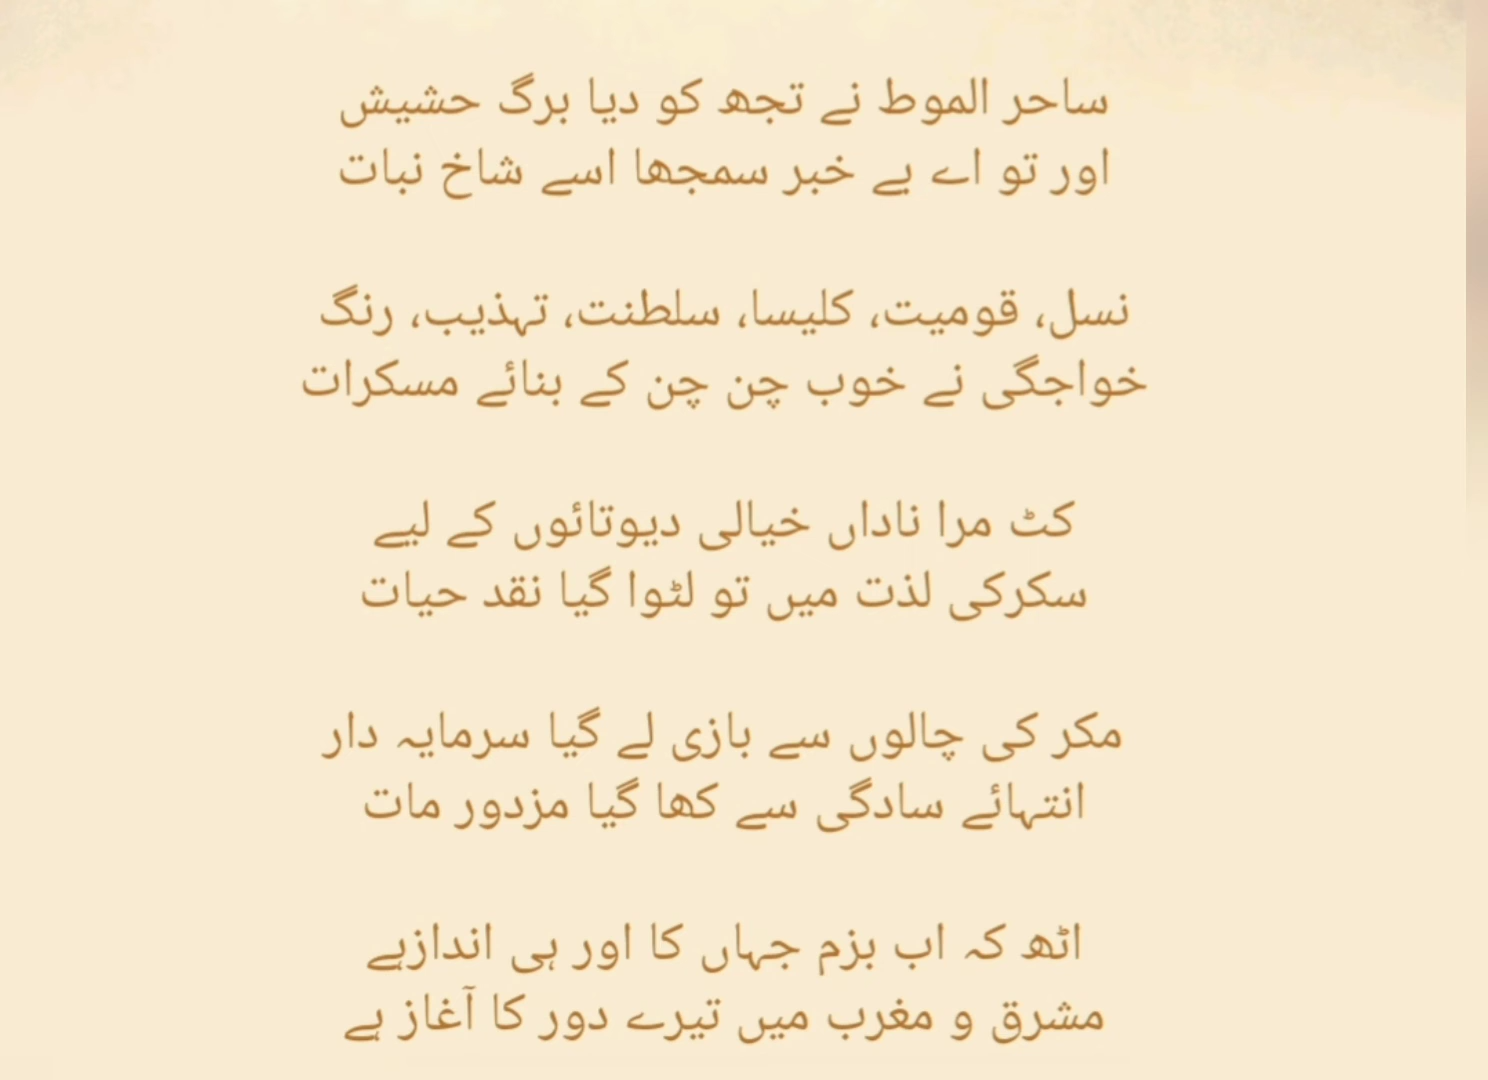 ساحر الموط نے تجھ کو دیا برگ حشیش
اور تو اے بے خبر سمجھا اسے شاخ نبات
نسل، قومیت، کلیسا، سلطنت، تہذیب، رنگ
خواجگی نے خوب چن چن کے بنائے مسکرات
کٹ مرا ناداں خیالی دیوتائوں کے لیے
سکرکی لذت میں تو لٹوا گیا نقد حیات
مکر کی چالوں سے بازی لے گیا سرمایہ دار
انتہائے سادگی سے کھا گیا مزدور مات
اٹھ کہ اب بزم جہاں کا اور ہی اندازہے
مشرق و مغرب میں تیرے دور کا آغاز ہے